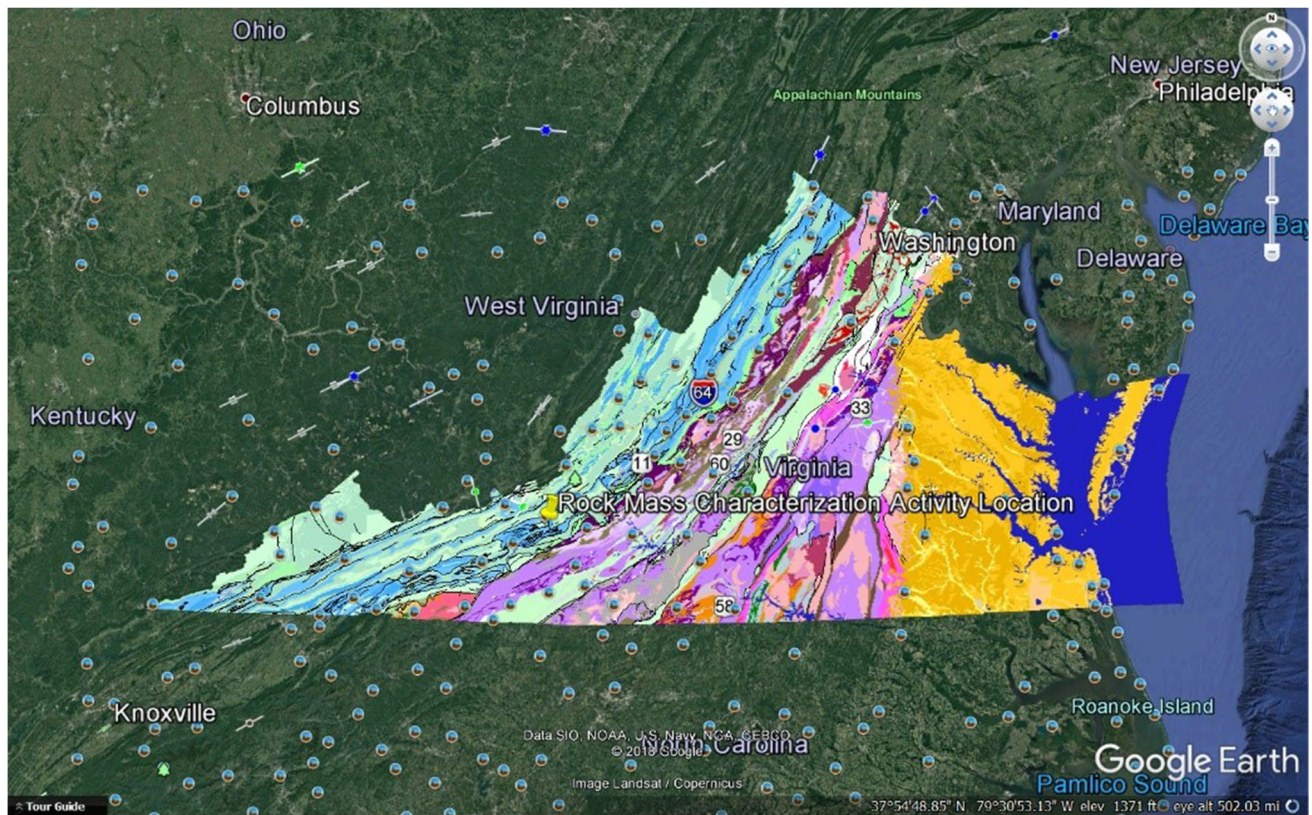 Ohio
New Jersey
N
Columbus
Appalachian Mountains
Philadelphia
Maryland
Delaware Bay
Washington
Delaware
West Virginia
64
Kentucky
33
29
11
60
Virginia
Rock Mass Characterization Activity Location
58
Knoxville
Roanoke Island
Data SIO, NOAA, U.S. Navy, NGA, GEBCO
North Carolina
© 2018 Google
Google Earth
Image Landsat / Copernicus
Pamlico Sound
Tour Guide
37°54'48.85" N 79°30'53.13" W elev 1371 ft eye alt 502.03 mi